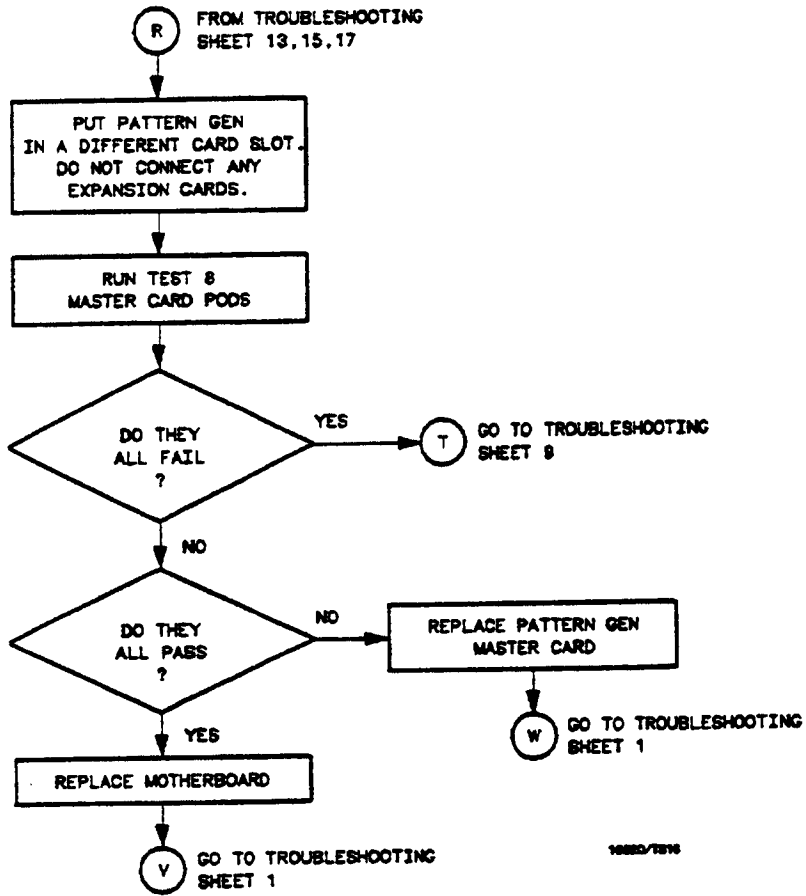 R
FROM TROUBLESHOOTING
SHEET 13,15,17
PUT PATTERN GEN
IN A DIFFERENT CARD SLOT.
DO NOT CONNECT ANY
EXPANSION CARDS.
RUN TEST 8
MASTER CARD PODS
DO THEY
ALL FAIL
?
YES
T
GO TO TROUBLESHOOTING
SHEET 9
NO
DO THEY
ALL PASS
?
NO
REPLACE PATTERN GEN
MASTER CARD
W
GO TO TROUBLESHOOTING
SHEET 1
YES
REPLACE MOTHERBOARD
Y
GO TO TROUBLESHOOTING
SHEET 1